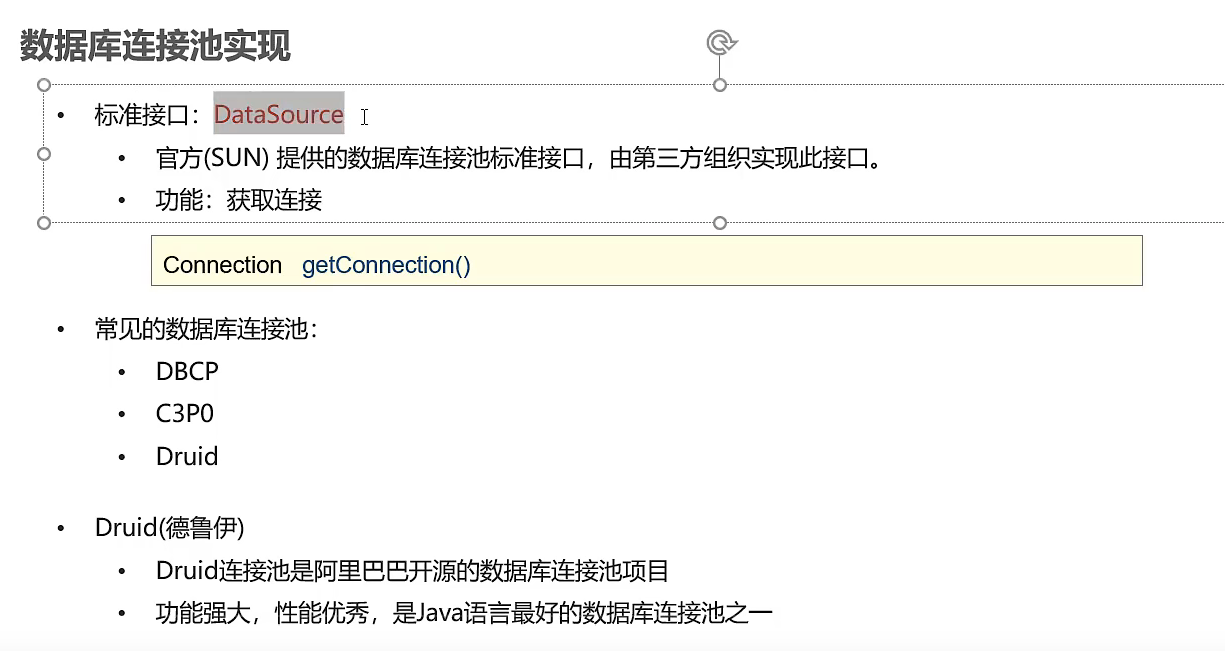 数据库连接池实现
• 标准接口：DataSource
• 官方(SUN) 提供的数据库连接池标准接口，由第三方组织实现此接口。
• 功能：获取连接
Connection getConnection()
• 常见的数据库连接池：
• DBCP
• C3P0
• Druid
• Druid(德鲁伊)
• Druid连接池是阿里巴巴开源的数据库连接池项目
• 功能强大，性能优秀，是Java语言最好的数据库连接池之一